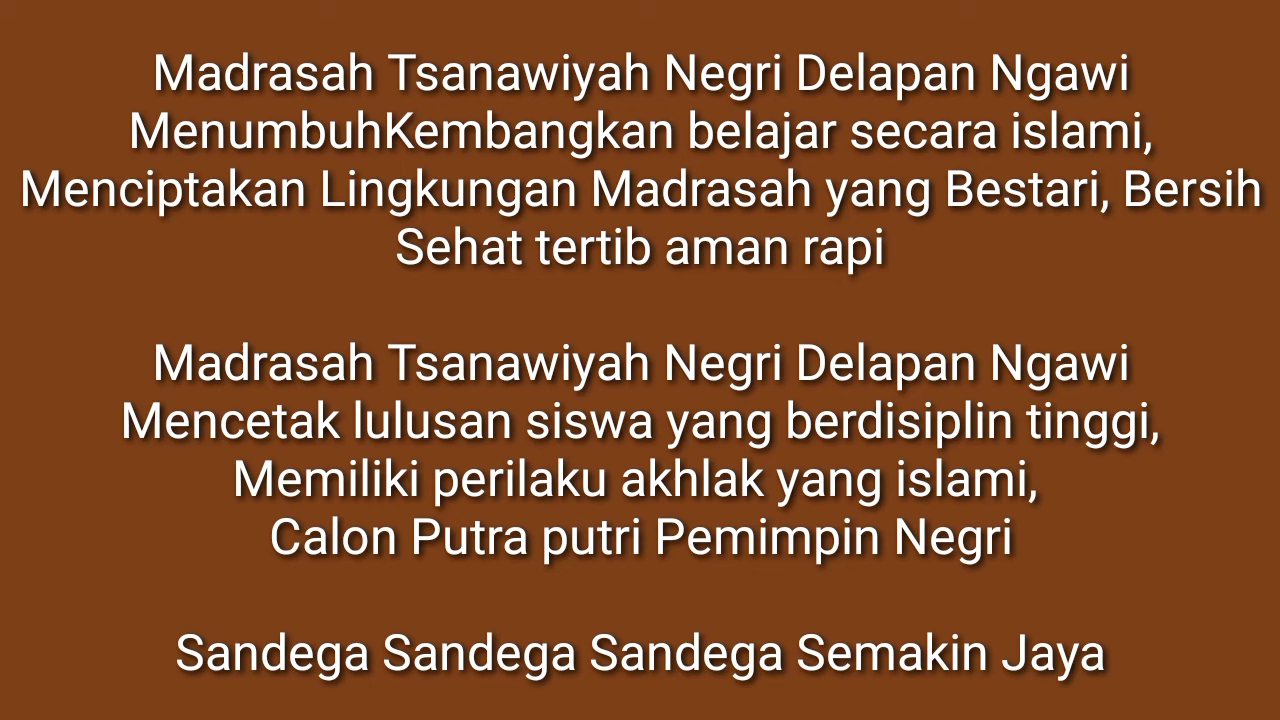 Madrasah Tsanawiyah Negri Delapan Ngawi
MenumbuhKembangkan belajar secara islami,
Menciptakan Lingkungan Madrasah yang Bestari, Bersih
Sehat tertib aman rapi
Madrasah Tsanawiyah Negri Delapan Ngawi
Mencetak lulusan siswa yang berdisiplin tinggi,
Memiliki perilaku akhlak yang islami,
Calon Putra putri Pemimpin Negri
Sandega Sandega Sandega Semakin Jaya